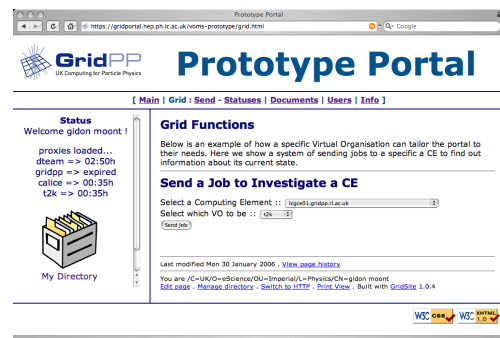 Prototype Portal
https://gridportal.hep.ph.ic.ac.uk/voms-prototype/grid.html
Google
GridPP
UK Computing for Particle Physics
Prototype Portal
[ Main | Grid : Send - Statuses | Documents | Users | Info ]
Status
Welcome gidon moont !
proxies loaded...
dteam => 02:50h
gridpp => expired
calice => 00:35h
t2k => 00:35h
My Directory
Grid Functions
Below is an example of how a specific Virtual Organisation can tailor the portal to
their needs. Here we show a system of sending jobs to a specific a CE to find out
information about its current state.
Send a Job to Investigate a CE
Select a Computing Element :: lcgce01.gridpp.rl.ac.uk
Select which VO to be :: t2k
Send Job
Last modified Mon 30 January 2006 . View page history
You are /C=UK/O=eScience/OU=Imperial/L=Physics/CN=gidon moont
Edit page . Manage directory . Switch to HTTP . Print View . Built with GridSite 1.0.4
W3C css
W3C XHTML 1.0